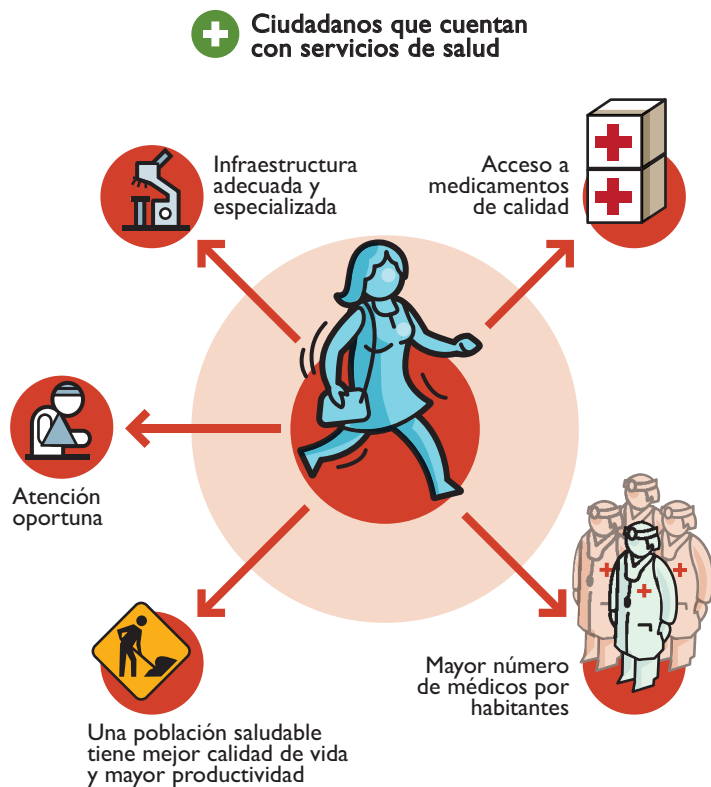 Ciudadanos que cuentan
con servicios de salud
Infraestructura
adecuada y
especializada
Acceso a
medicamentos
de calidad
Atención
oportuna
Mayor número
de médicos por
habitantes
Una población saludable
tiene mejor calidad de vida
y mayor productividad